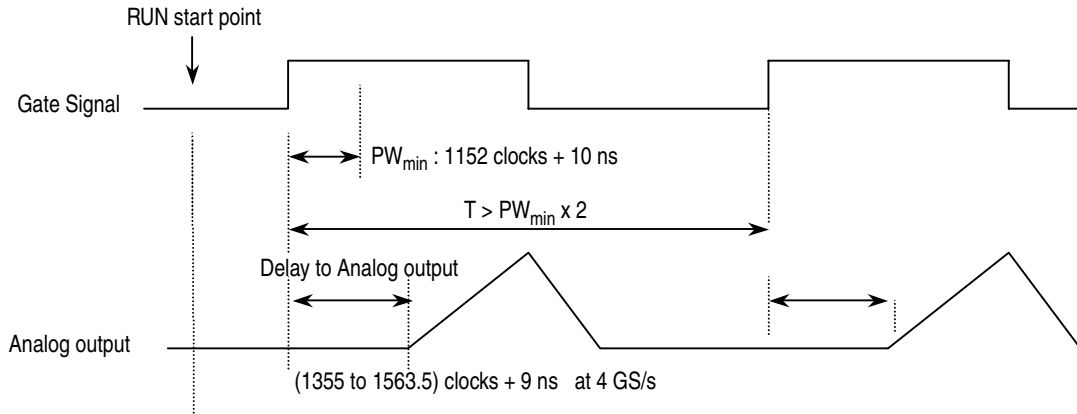 RUN start point
Gate Signal
PWmin : 1152 clocks + 10 ns
T > PWmin x 2
Delay to Analog output
Analog output
(1355 to 1563.5) clocks + 9 ns at 4 GS/s